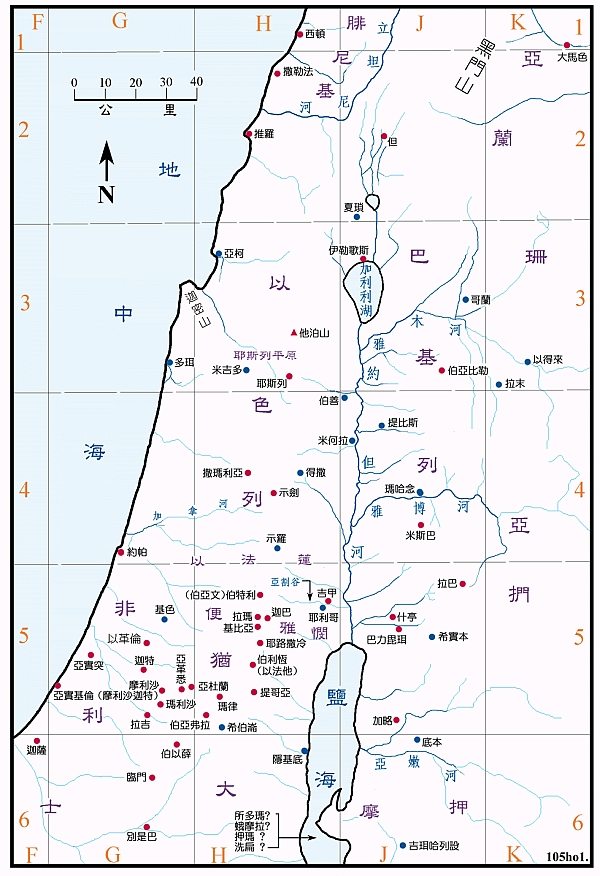 F G H J K
1 1
西頓
腓
尼
基
立
坦
尼
河
黑門山
大馬色
亞
蘭
撒勒法
0 10 20 30 40
公 里
N
2 2
推羅
但
地
中
海
夏瑣
伊勒歌斯
加利利湖
亞柯
巴
珊
以
色
列
3 3
迦密山
哥蘭
木
河
雅
他泊山
耶斯列平原
基
列
約
但
河
多珥
米吉多
耶斯列
伯亞比勒
以得來
拉末
伯善
提比斯
米何拉
4 4
撒瑪利亞
得撒
示劍
瑪哈念
雅 博 河
加 拿 河
米斯巴
亞
捫
示羅
約帕
以 法 蓮
亞割谷
拉巴
(伯亞文)伯特利
吉甲
非
利
士
便
雅
憫
基色
拉瑪
迦巴
耶利哥
什亭
5 5
基比亞
巴力毘珥
希實本
以革倫
耶路撒冷
猶
大
亞實突
迦特
亞革悉
伯利恆
(以法他)
摩利沙
亞杜蘭
亞實基倫
(摩利沙迦特)
瑪利沙
瑪律
提哥亞
鹽
海
拉吉
伯亞弗拉
希伯崙
加略
迦薩
伯以薛
隱基底
底本
亞 嫩 河
臨門
摩
押
所多瑪?
蛾摩拉?
押瑪 ?
洗扁 ?
6 6
別是巴
吉珥哈列設
F G H J K
105ho1.